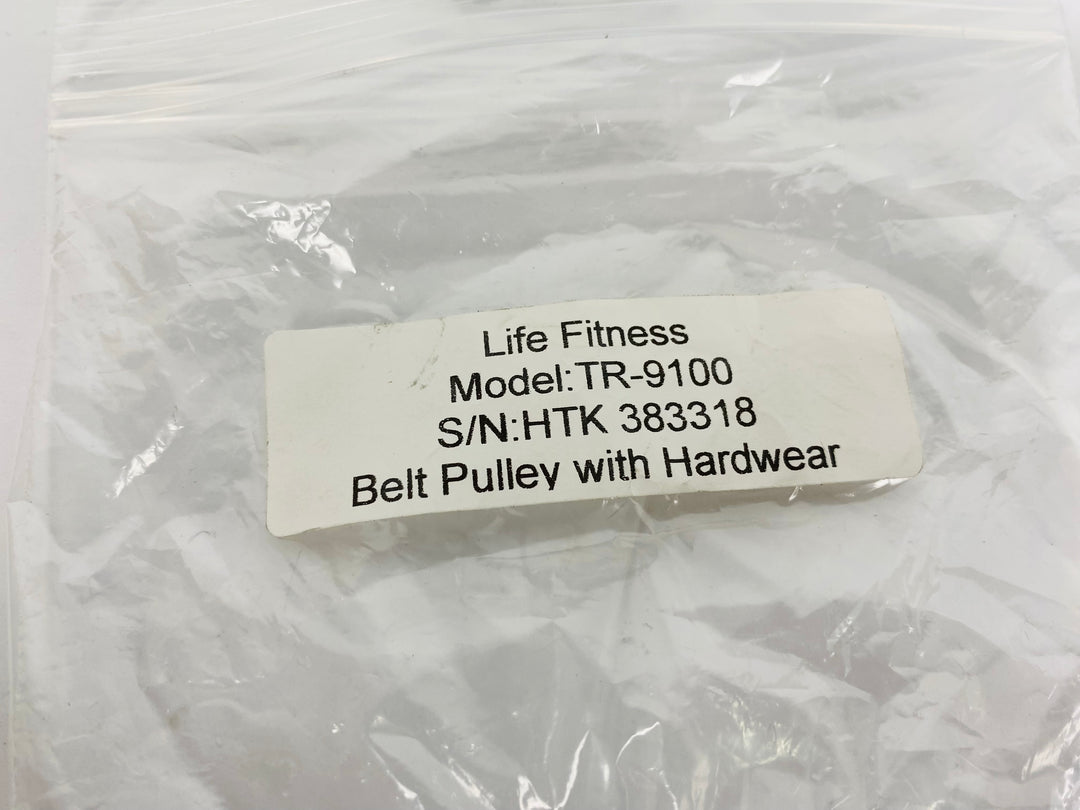 Life Fitness
Model:TR-9100
S/N:HTK 383318
Belt Pulley with Hardwear